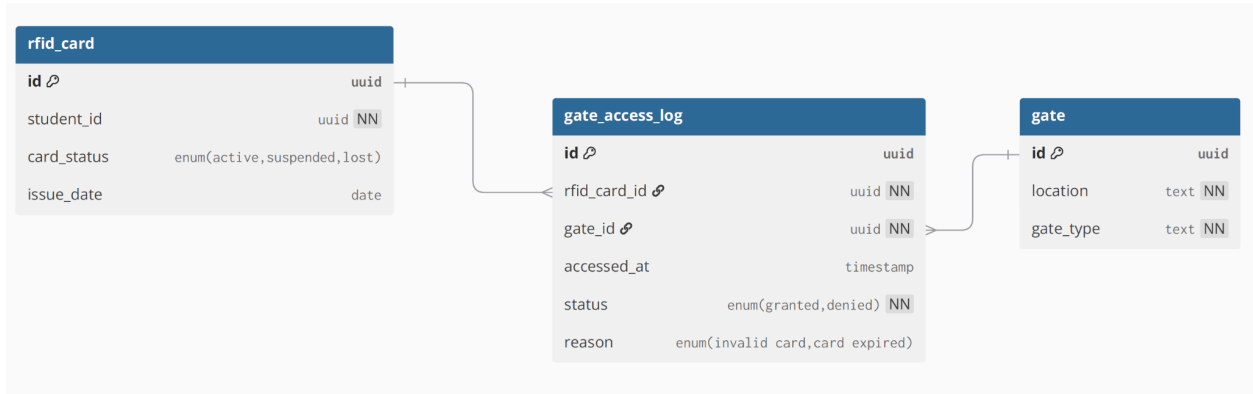 rfid_card
id uuid
student_id uuid NN
card_status enum(active,suspended,lost)
issue_date date
gate_access_log
id uuid
rfid_card_id uuid NN
gate_id uuid NN
accessed_at timestamp
status enum(granted,denied) NN
reason enum(invalid card,card expired)
gate
id uuid
location text NN
gate_type text NN